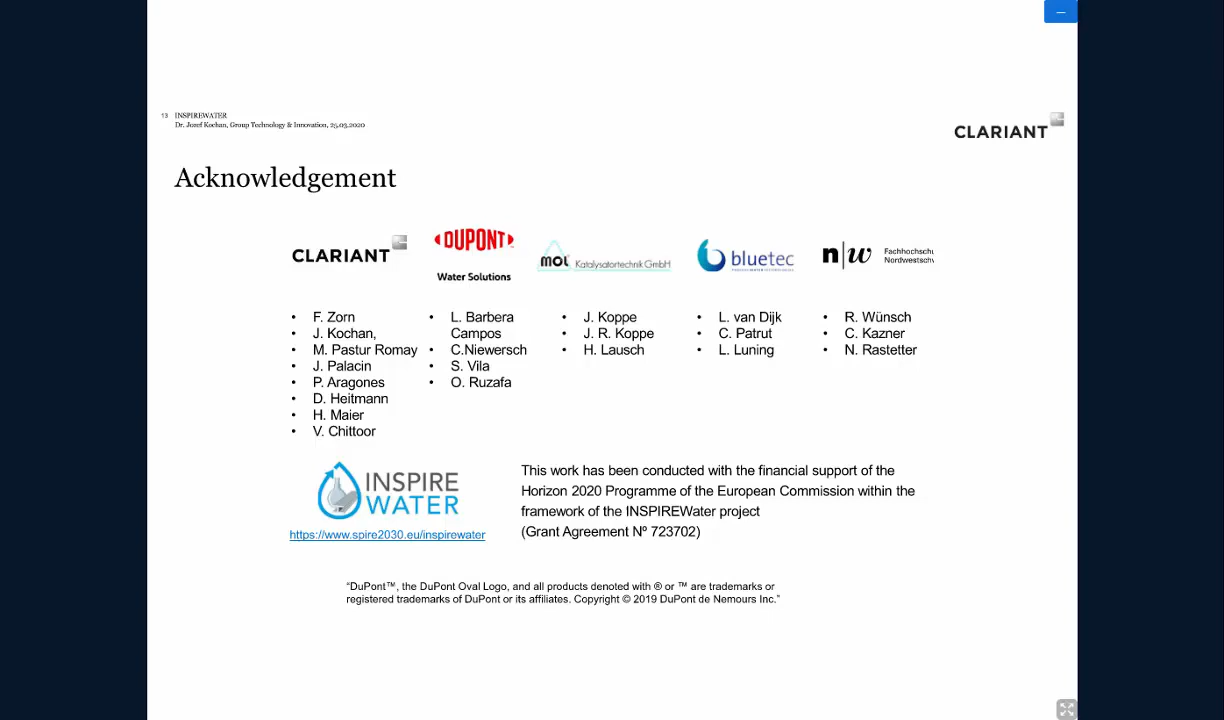 13 INSPIREWATER
Dr. Jozef Kochan, Group Technology & Innovation, 25.03.2020
CLARIANT
Acknowledgement
CLARIANT
DUPONT
Water Solutions
mol Katalysatortechnik GmbH
bluetec
n|w Fachhochschu
Nordwestschw
• F. Zorn
• J. Kochan,
• M. Pastur Romay
• J. Palacin
• P. Aragones
• D. Heitmann
• H. Maier
• V. Chittoor
• L. Barbera
Campos
• C.Niewersch
• S. Vila
• O. Ruzafa
• J. Koppe
• J. R. Koppe
• H. Lausch
• L. van Dijk
• C. Patrut
• L. Luning
• R. Wünsch
• C. Kazner
• N. Rastetter
INSPIRE
WATER
https://www.spire2030.eu/inspirewater
This work has been conducted with the financial support of the
Horizon 2020 Programme of the European Commission within the
framework of the INSPIREWater project
(Grant Agreement Nº 723702)
“DuPont™, the DuPont Oval Logo, and all products denoted with ® or ™ are trademarks or
registered trademarks of DuPont or its affiliates. Copyright © 2019 DuPont de Nemours Inc.”